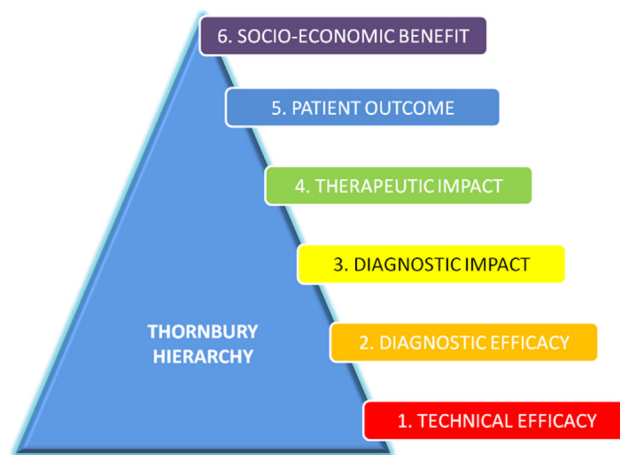 6. SOCIO-ECONOMIC BENEFIT
5. PATIENT OUTCOME
4. THERAPEUTIC IMPACT
3. DIAGNOSTIC IMPACT
THORNBURY
HIERARCHY
2. DIAGNOSTIC EFFICACY
1. TECHNICAL EFFICACY